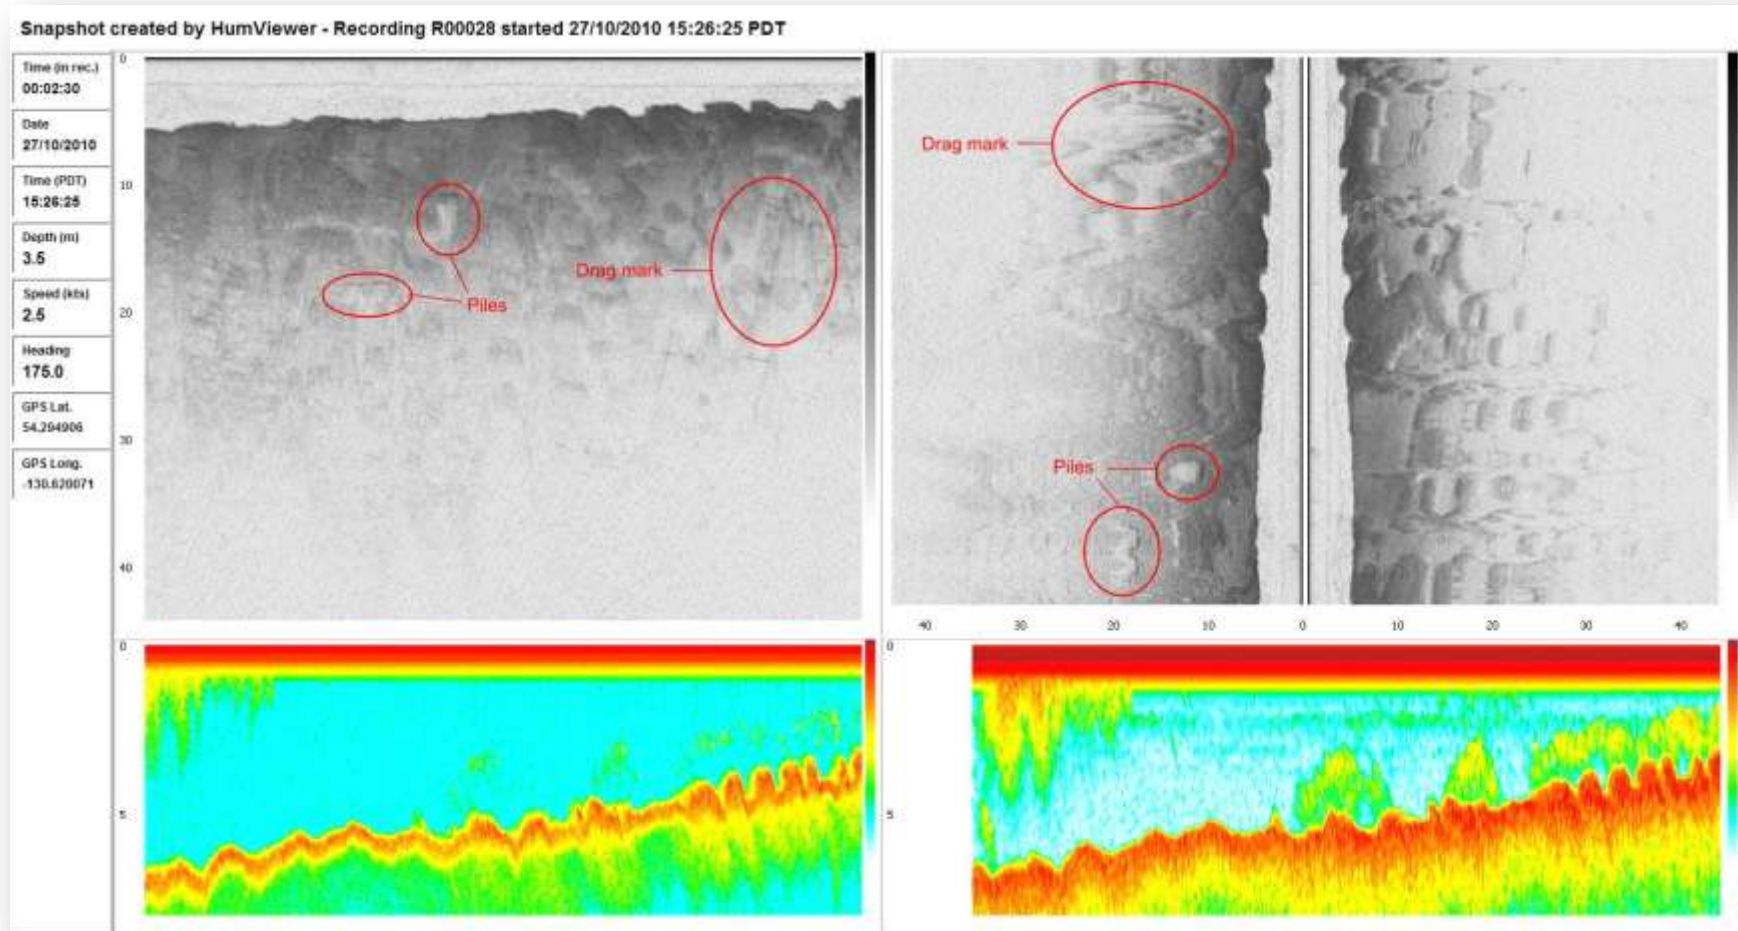 Snapshot created by HumViewer - Recording R00028 started 27/10/2010 15:26:25 PDT
Time (in rec.)
00:02:30
Date
27/10/2010
Time (PDT)
15:26:25
Depth (m)
3.5
Speed (kts)
2.5
Heading
175.0
GPS Lat.
54.294906
GPS Long.
-130.620071
0
10
20
30
40
Drag mark
Piles
Drag mark
Piles
40 30 20 10 0 10 20 30 40
0
5
0
5